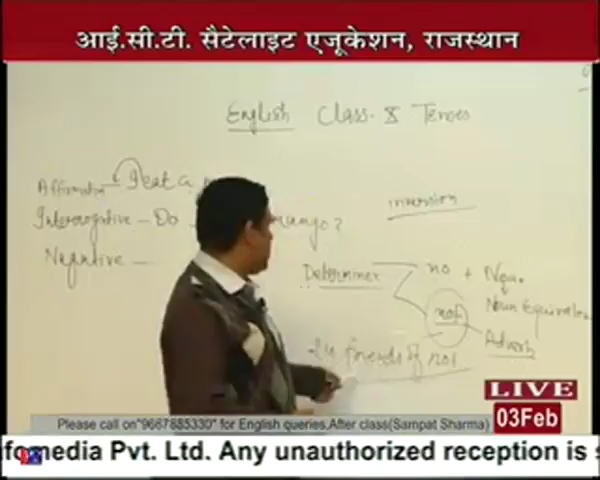 आई.सी.टी. सैटेलाइट एजूकेशन, राजस्थान
English Class-8 Tenses
Affirmative I eat a
Interrogative - Do mango?
Negative -
inversion
Determiner no + Noun
not Noun Equivalent
Adverb
friends of not
LIVE
03Feb
Please call on"9667885330" for English queries,After class(Sampat Sharma)
fomedia Pvt. Ltd. Any unauthorized reception is s